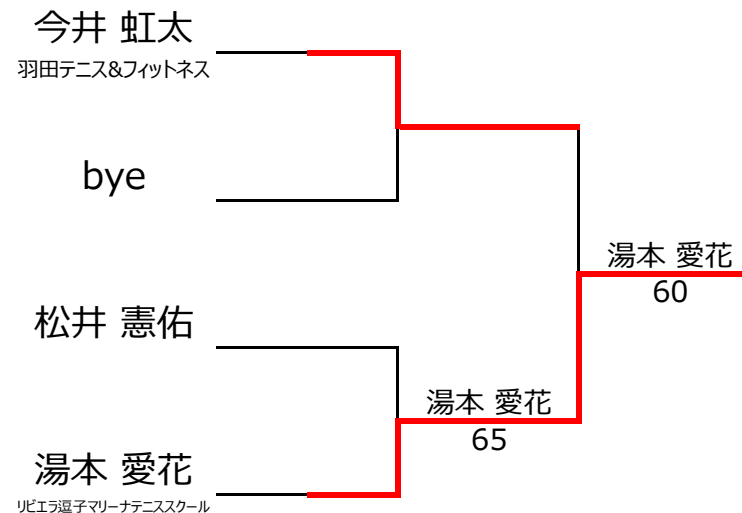 今井 虹太
羽田テニス&フィットネス
bye
湯本 愛花
60
松井 憲佑
湯本 愛花
65
湯本 愛花
リビエラ逗子マリーナテニススクール